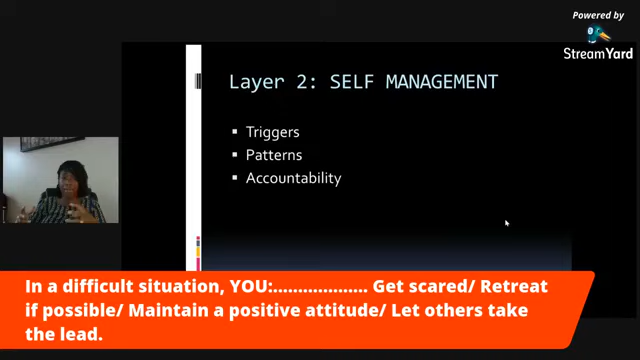 Powered by
StreamYard
Layer 2: SELF MANAGEMENT
▪ Triggers
▪ Patterns
▪ Accountability
In a difficult situation, YOU:................... Get scared/ Retreat
if possible/ Maintain a positive attitude/ Let others take
the lead.